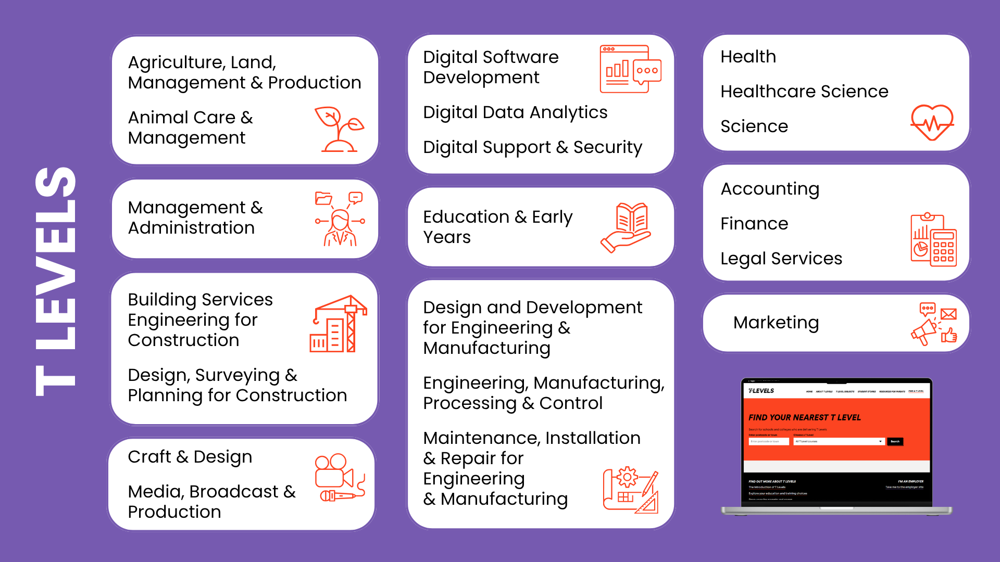 T LEVELS
Agriculture, Land,
Management & Production
Animal Care &
Management
Management &
Administration
Building Services
Engineering for
Construction
Design, Surveying &
Planning for Construction
Craft & Design
Media, Broadcast &
Production
Digital Software
Development
Digital Data Analytics
Digital Support & Security
Education & Early
Years
Design and Development
for Engineering &
Manufacturing
Engineering, Manufacturing,
Processing & Control
Maintenance, Installation
& Repair for
Engineering
& Manufacturing
Health
Healthcare Science
Science
Accounting
Finance
Legal Services
Marketing
T-LEVELS
HOME ABOUT T LEVELS T LEVEL SUBJECTS STUDENT STORIES RESOURCES FOR PARENTS FIND A T LEVEL
FIND YOUR NEAREST T LEVEL
Search for schools and colleges who are delivering T Levels
Enter postcode or town Choose a T Level
Enter postcode or town All T Level courses Search
FIND OUT MORE ABOUT T LEVELS I'M AN EMPLOYER
The introduction of T Levels Take me to the employer site
Explore your education and training choices